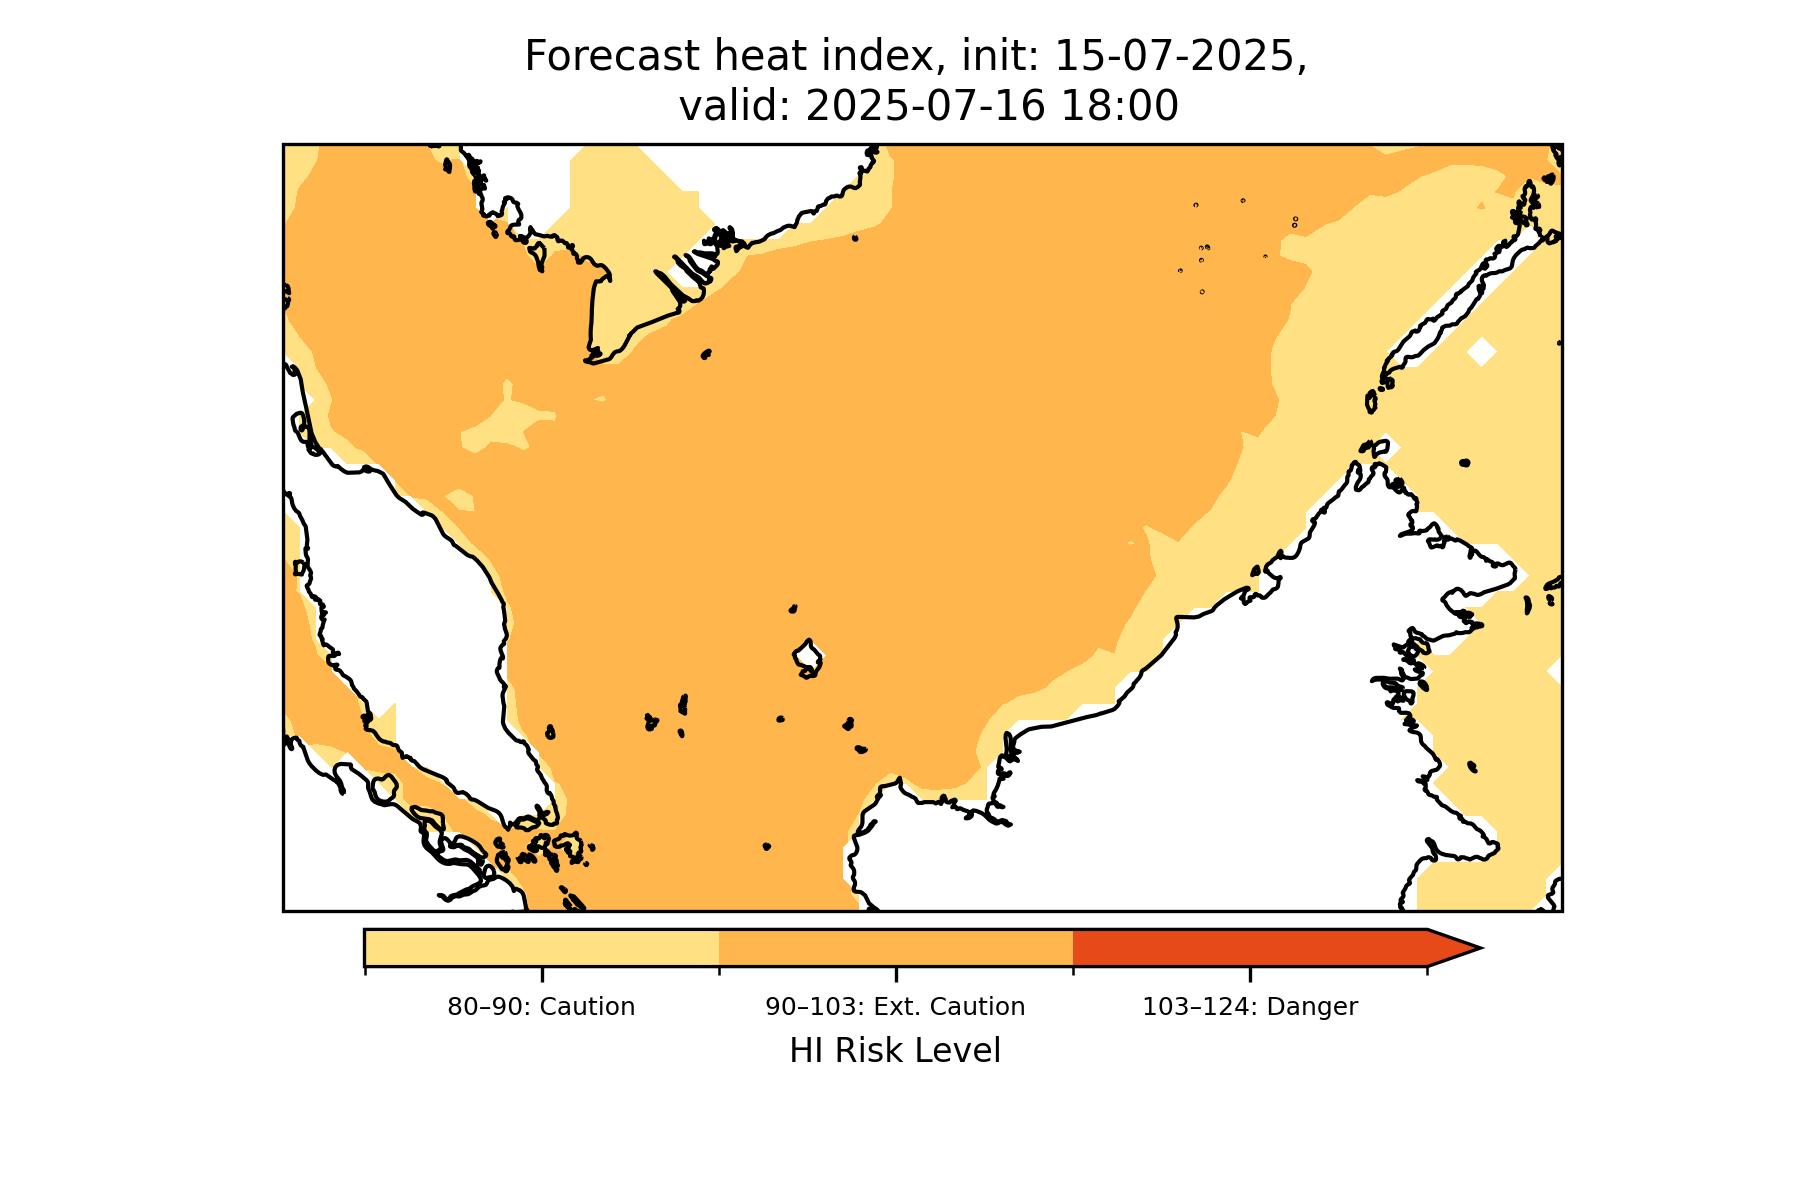 Forecast heat index, init: 15-07-2025,
valid: 2025-07-16 18:00
80–90: Caution
90–103: Ext. Caution
103–124: Danger
HI Risk Level